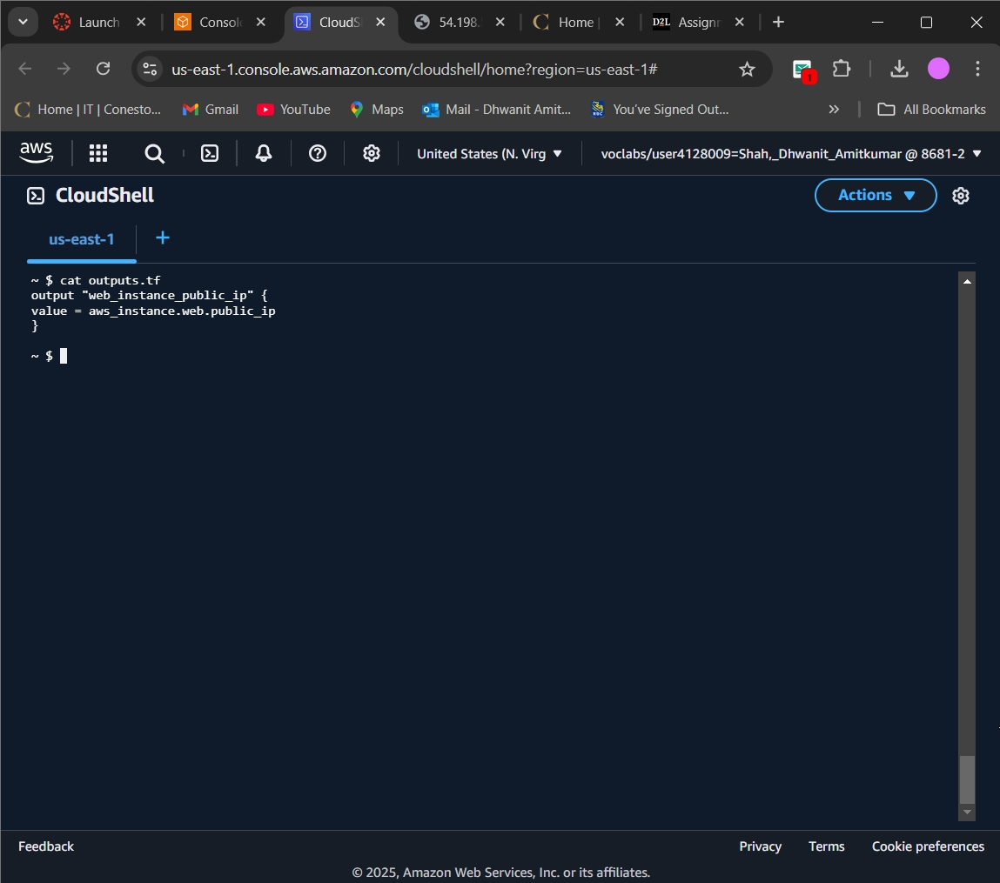 Launch
Consol
CloudS
54.198.
Home |
D2L Assignn
us-east-1.console.aws.amazon.com/cloudshell/home?region=us-east-1#
1
Home | IT | Conesto...
Gmail
YouTube
Maps
Mail - Dhwanit Amit...
RBC
You've Signed Out...
All Bookmarks
aws
United States (N. Virg
voclabs/user4128009=Shah,_Dhwanit_Amitkumar @ 8681-2
CloudShell
Actions
us-east-1
~ $ cat outputs.tf
output "web_instance_public_ip" {
value = aws_instance.web.public_ip
}
~ $
Feedback
Privacy
Terms
Cookie preferences
© 2025, Amazon Web Services, Inc. or its affiliates.